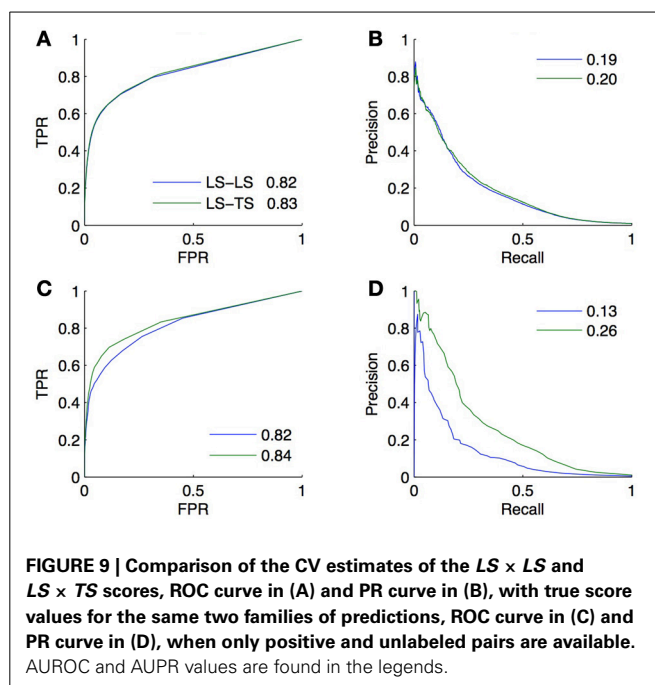 A
TPR
1
0.8
0.6
0.4
0.2
0
0
0.5
1
FPR
LS-LS 0.82
LS-TS 0.83
B
Precision
1
0.8
0.6
0.4
0.2
0
0
0.5
1
Recall
0.19
0.20
C
TPR
1
0.8
0.6
0.4
0.2
0
0
0.5
1
FPR
0.82
0.84
D
Precision
1
0.8
0.6
0.4
0.2
0
0
0.5
1
Recall
0.13
0.26
FIGURE 9 | Comparison of the CV estimates of the LS × LS and
LS × TS scores, ROC curve in (A) and PR curve in (B), with true score
values for the same two families of predictions, ROC curve in (C) and
PR curve in (D), when only positive and unlabeled pairs are available.
AUROC and AUPR values are found in the legends.